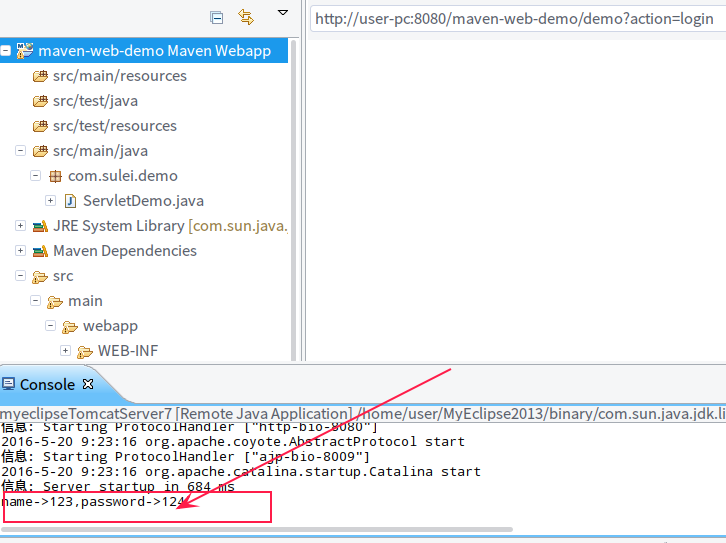 http://user-pc:8080/maven-web-demo/demo?action=login
maven-web-demo Maven Webapp
src/main/resources
src/test/java
src/test/resources
src/main/java
com.sulei.demo
ServletDemo.java
JRE System Library [com.sun.java.
Maven Dependencies
src
main
webapp
WEB-INF
Console
myeclipseTomcatServer7 [Remote Java Application] /home/user/MyEclipse2013/binary/com.sun.java.jdk.li
信息: Starting ProtocolHandler ["http-bio-8080"]
2016-5-20 9:23:16 org.apache.coyote.AbstractProtocol start
信息: Starting ProtocolHandler ["ajp-bio-8009"]
2016-5-20 9:23:16 org.apache.catalina.startup.Catalina start
信息: Server startup in 684 ms
name->123,password->124